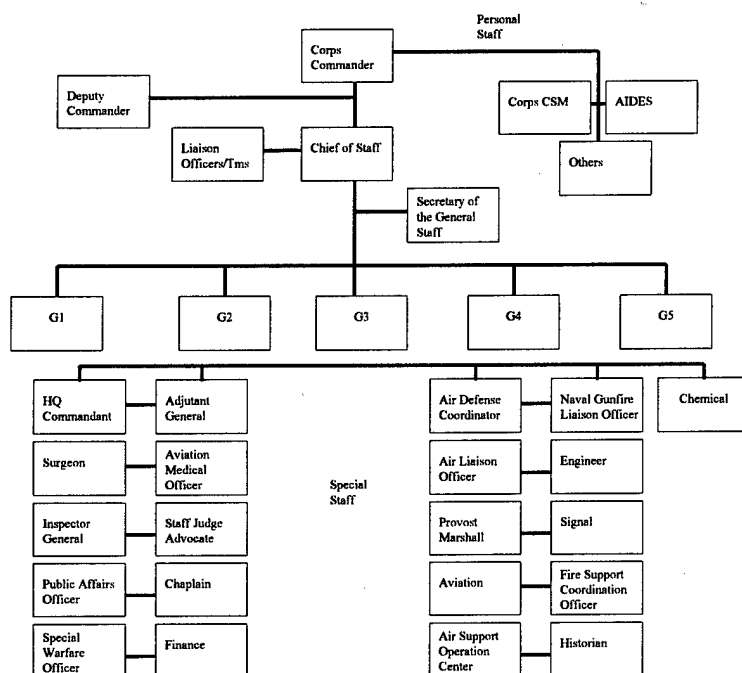 Personal
Staff
Corps
Commander
Deputy
Commander
Corps CSM
AIDES
Liaison
Officers/Tms
Chief of Staff
Others
Secretary of
the General
Staff
G1
G2
G3
G4
G5
HQ
Commandant
Adjutant
General
Air Defense
Coordinator
Naval Gunfire
Liaison Officer
Chemical
Surgeon
Aviation
Medical
Officer
Special
Staff
Air Liaison
Officer
Engineer
Inspector
General
Staff Judge
Advocate
Provost
Marshall
Signal
Public Affairs
Officer
Chaplain
Aviation
Fire Support
Coordination
Officer
Special
Warfare
Officer
Finance
Air Support
Operation
Center
Historian